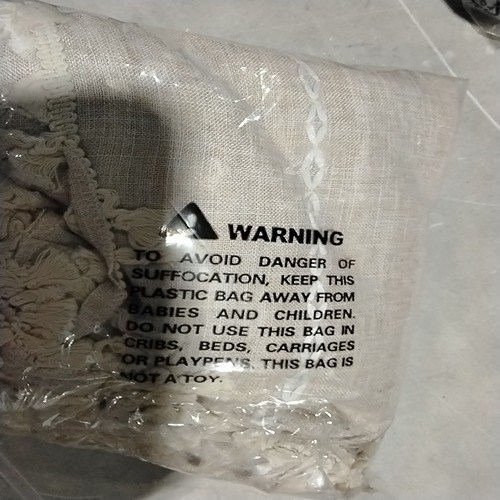 WARNING
TO AVOID DANGER OF
SUFFOCATION, KEEP THIS
PLASTIC BAG AWAY FROM
BABIES AND CHILDREN.
DO NOT USE THIS BAG IN
CRIBS, BEDS, CARRIAGES
OR PLAYPENS. THIS BAG IS
NOT A TOY.